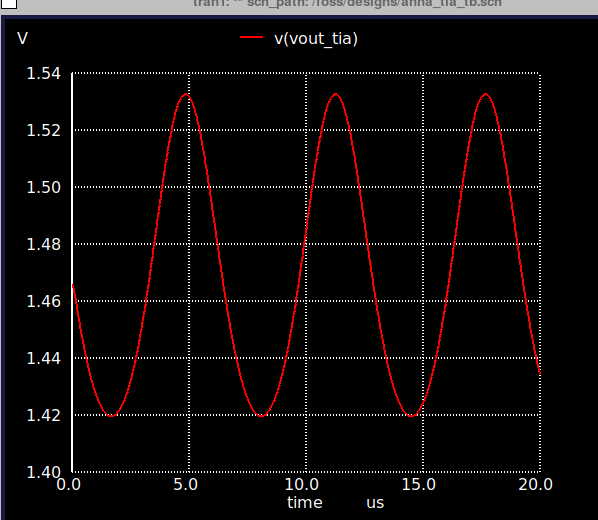 tran1: "" sch_path: /foss/designs/anna_tia_tb.sch
V
v(vout_tia)
1.54
1.52
1.50
1.48
1.46
1.44
1.42
1.40
0.0 5.0 10.0 15.0 20.0
time us